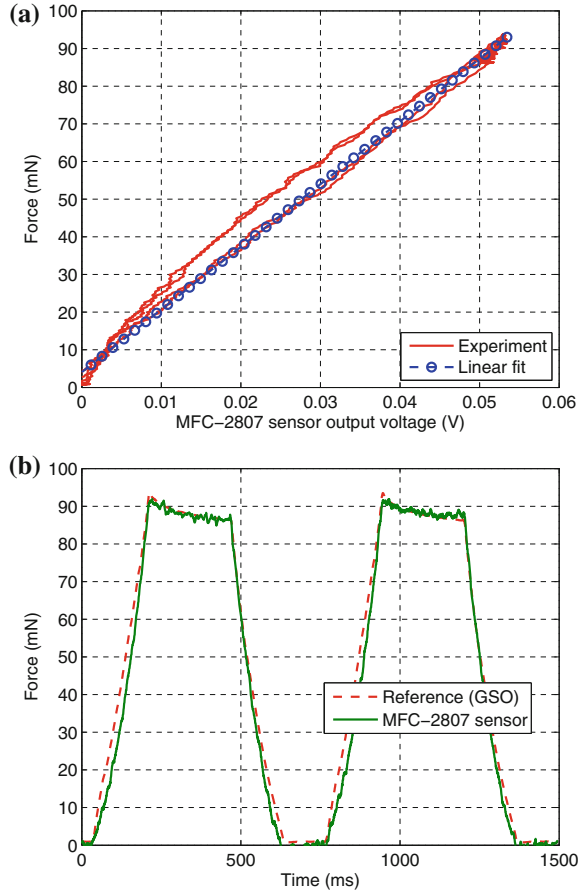 (a)
100
90
80
70
60
50
40
30
20
10
0
Force (mN)
Experiment
Linear fit
0 0.01 0.02 0.03 0.04 0.05 0.06
MFC−2807 sensor output voltage (V)
(b)
100
90
80
70
60
50
40
30
20
10
0
Force (mN)
Reference (GSO)
MFC−2807 sensor
0 500 1000 1500
Time (ms)